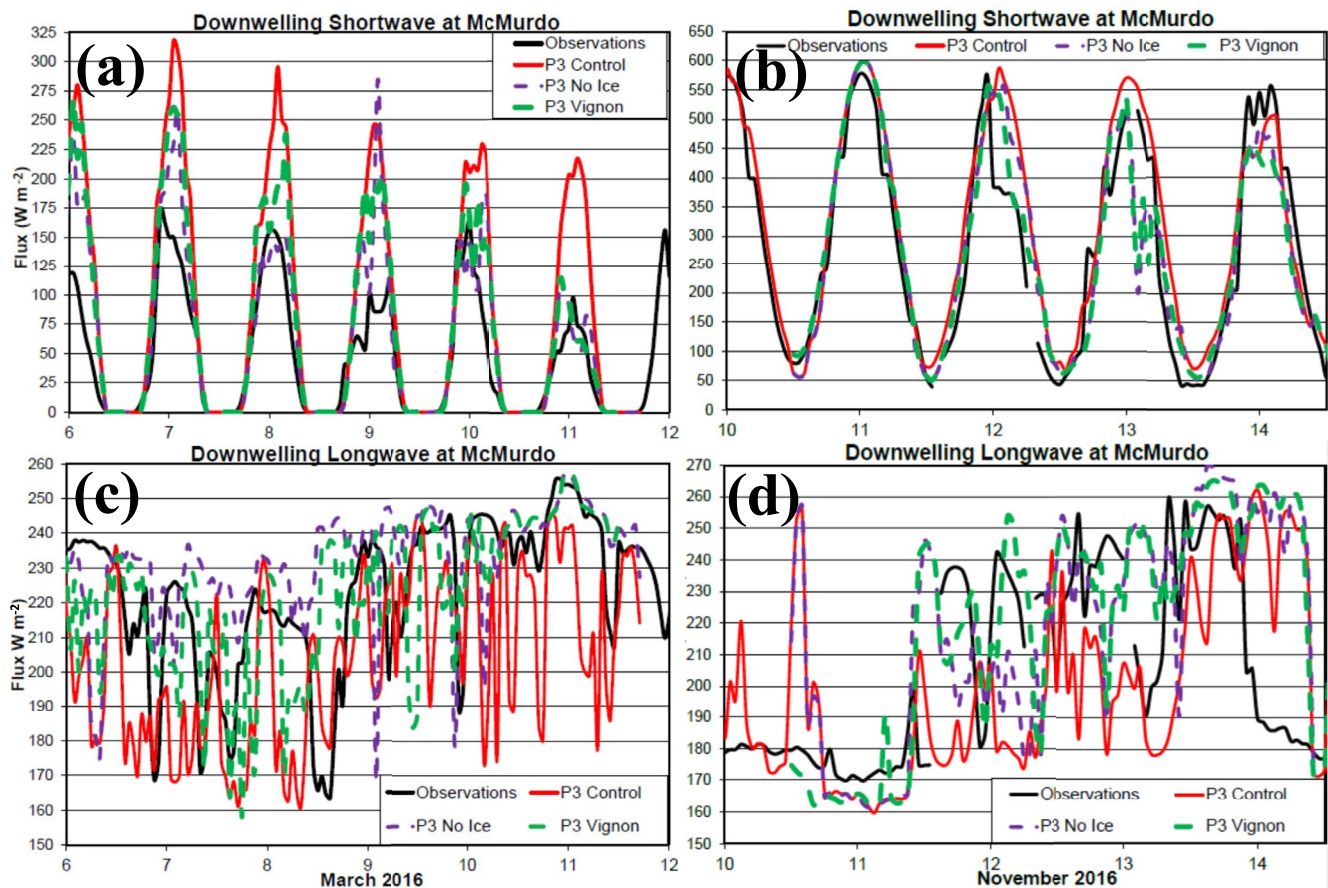 Downwelling Shortwave at McMurdo
(a)
Observations
P3 Control
P3 No Ice
P3 Vignon
Flux (W m-2)
325
300
275
250
225
200
175
150
125
100
75
50
25
0
6 7 8 9 10 11 12
Downwelling Shortwave at McMurdo
(b)
Observations P3 Control P3 No Ice P3 Vignon
650
600
550
500
450
400
350
300
250
200
150
100
50
0
10 11 12 13 14
Downwelling Longwave at McMurdo
(c)
Flux W m-2)
260
250
240
230
220
210
200
190
180
170
160
150
Observations P3 Control
P3 No Ice P3 Vignon
6 7 8 9 10 11 12
March 2016
Downwelling Longwave at McMurdo
(d)
270
260
250
240
230
220
210
200
190
180
170
160
150
Observations P3 Control
P3 No Ice P3 Vignon
10 11 12 13 14
November 2016